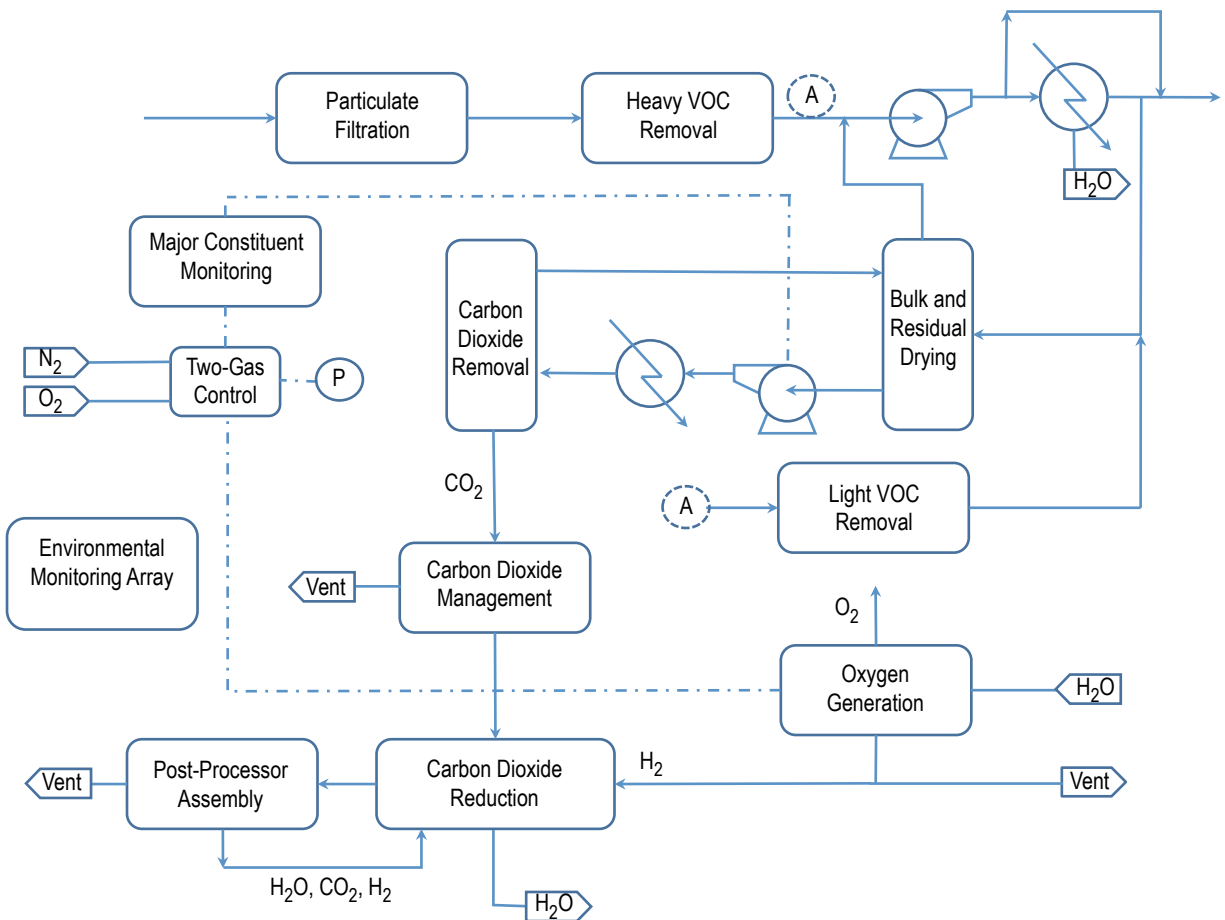 Particulate
Filtration
Heavy VOC
Removal
A
H₂O
Major Constituent
Monitoring
Carbon
Dioxide
Removal
Bulk and
Residual
Drying
N₂
O₂
Two-Gas
Control
P
CO₂
A
Light VOC
Removal
Environmental
Monitoring Array
Vent
Carbon Dioxide
Management
O₂
Oxygen
Generation
H₂O
Vent
Post-Processor
Assembly
Carbon Dioxide
Reduction
H₂
Vent
H₂O, CO₂, H₂
H₂O